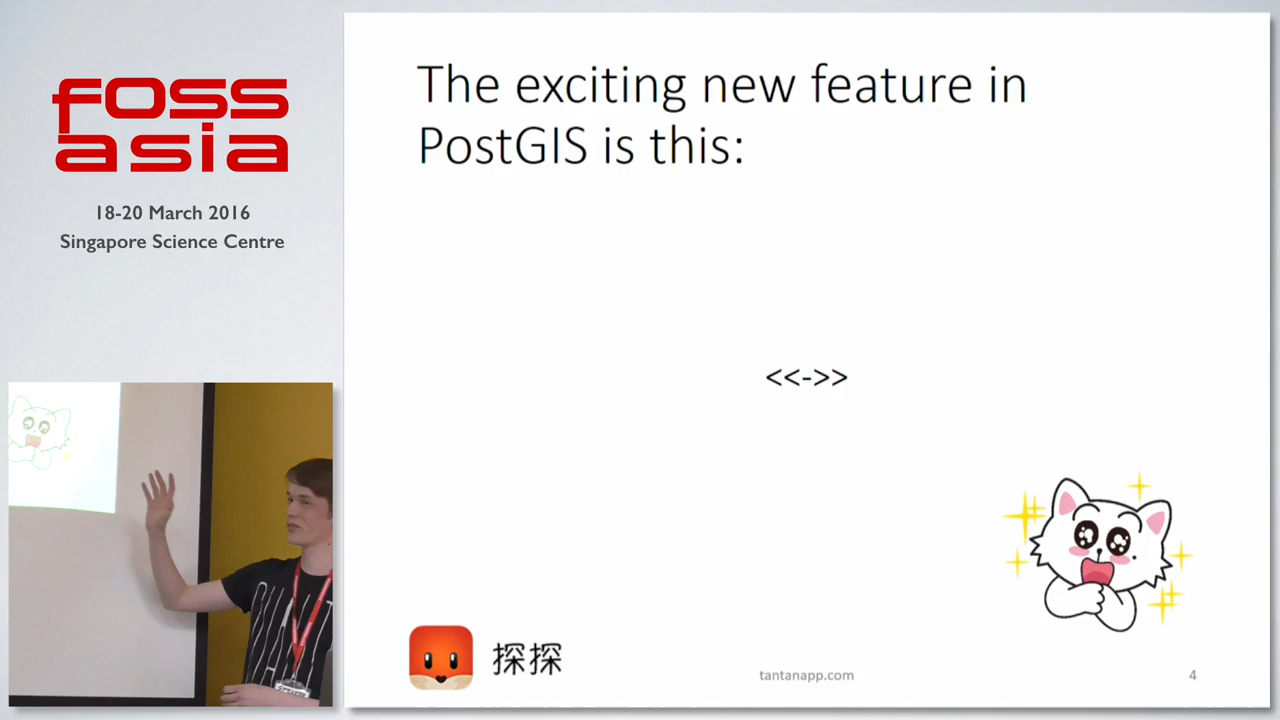 foss
asia
18-20 March 2016
Singapore Science Centre
The exciting new feature in
PostGIS is this:
<<->>
探探
tantanapp.com
4